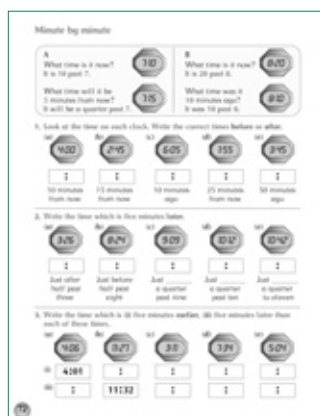 Minute by minute
A
What time is it now?
It is 10 past 7.
7:10
What time will it be
5 minutes from now?
It will be a quarter past 7.
7:15
B
What time is it now?
It is 20 past 8.
8:20
What time was it
10 minutes ago?
It was 10 past 8.
8:10
1. Look at the time on each clock. Write the correct times before or after.
(a) (b) (c) (d) (e)
4:00 2:45 6:05 7:55 3:45
: : : : :
10 minutes 15 minutes 10 minutes 25 minutes 30 minutes
from now from now ago from now ago
2. Write the time which is five minutes later.
(a) (b) (c) (d) (e)
3:26 8:24 9:09 10:12 10:42
: : : : :
Just after Just before Just Just Just
half past half past a quarter a quarter a quarter
three eight past nine past ten to eleven
3. Write the time which is (i) five minutes earlier, (ii) five minutes later than
each of these times.
(a) (b) (c) (d) (e)
4:06 11:27 3:11 7:34 5:04
(i) 4:01 : : : :
(ii) : 11:32 : : :